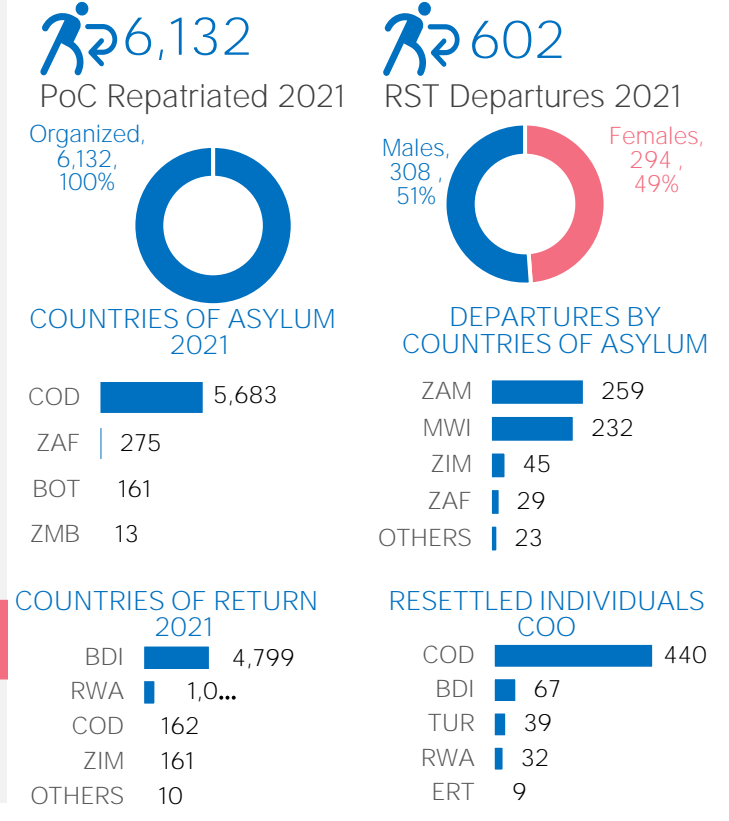 6,132
PoC Repatriated 2021
Organized,
6,132,
100%
COUNTRIES OF ASYLUM
2021
COD 5,683
ZAF 275
BOT 161
ZMB 13
COUNTRIES OF RETURN
2021
BDI 4,799
RWA 1,0...
COD 162
ZIM 161
OTHERS 10
602
RST Departures 2021
Males,
308 ,
51%
Females,
294 ,
49%
DEPARTURES BY
COUNTRIES OF ASYLUM
ZAM 259
MWI 232
ZIM 45
ZAF 29
OTHERS 23
RESETTLED INDIVIDUALS
COO
COD 440
BDI 67
TUR 39
RWA 32
ERT 9